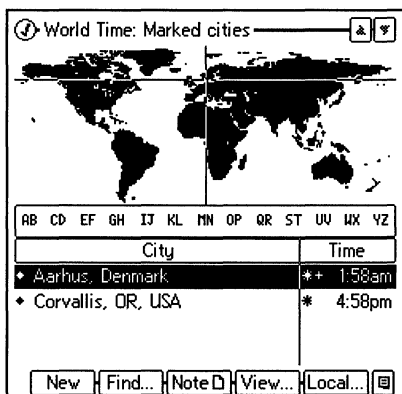 World Time: Marked cities
AB CD EF GH IJ KL MN OP QR ST UV WX YZ
City Time
Aarhus, Denmark *+ 1:58am
Corvallis, OR, USA * 4:58pm
New Find... Note View... Local...